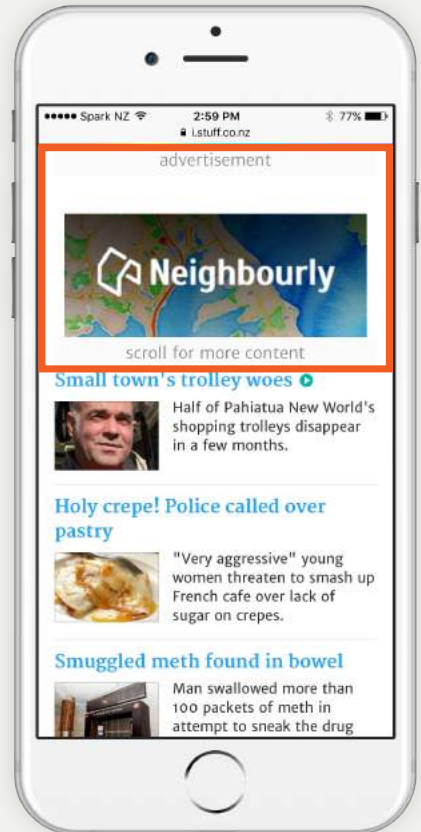 Spark NZ 2:59 PM 77%
i.stuff.co.nz
advertisement
Neighbourly
scroll for more content
Small town's trolley woes
Half of Pahiatua New World's
shopping trolleys disappear
in a few months.
Holy crepe! Police called over
pastry
"Very aggressive" young
women threaten to smash up
French cafe over lack of
sugar on crepes.
Smuggled meth found in bowel
Man swallowed more than
100 packets of meth in
attempt to sneak the drug